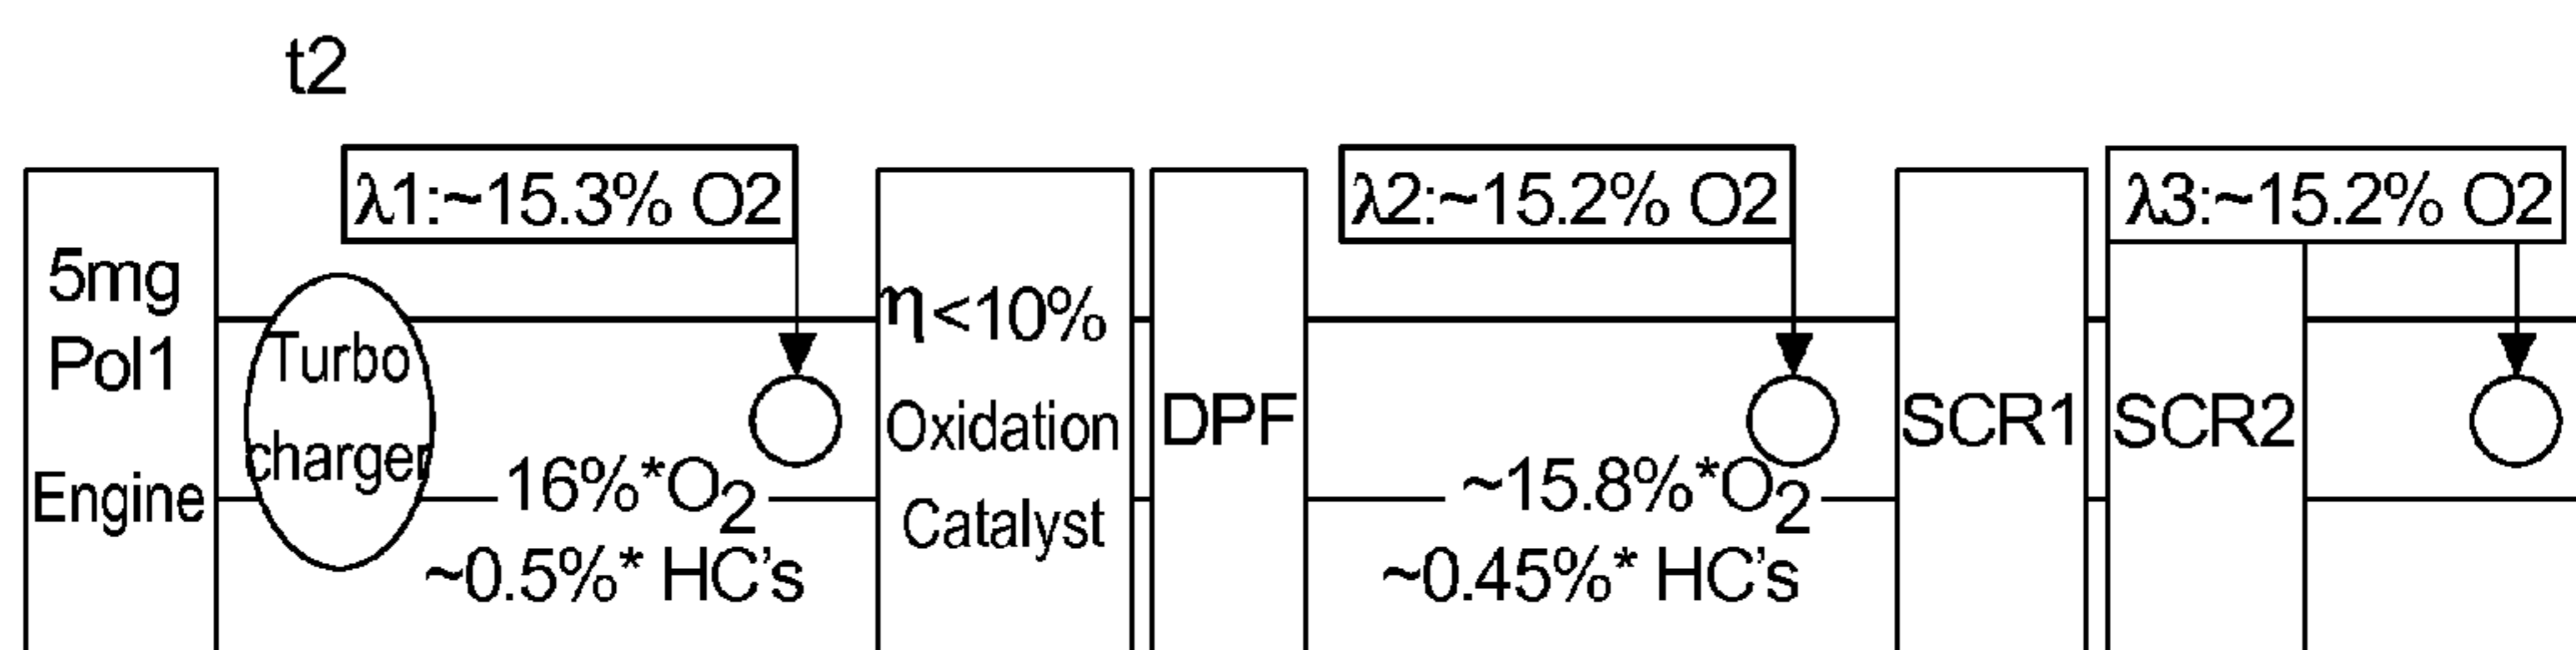 t2
λ1:~15.3% O2
λ2:~15.2% O2
λ3:~15.2% O2
5mg
Pol1
Engine
Turbo
charger
16%*O2
~0.5%* HC's
η<10%
Oxidation
Catalyst
DPF
~15.8%*O2
~0.45%* HC's
SCR1
SCR2